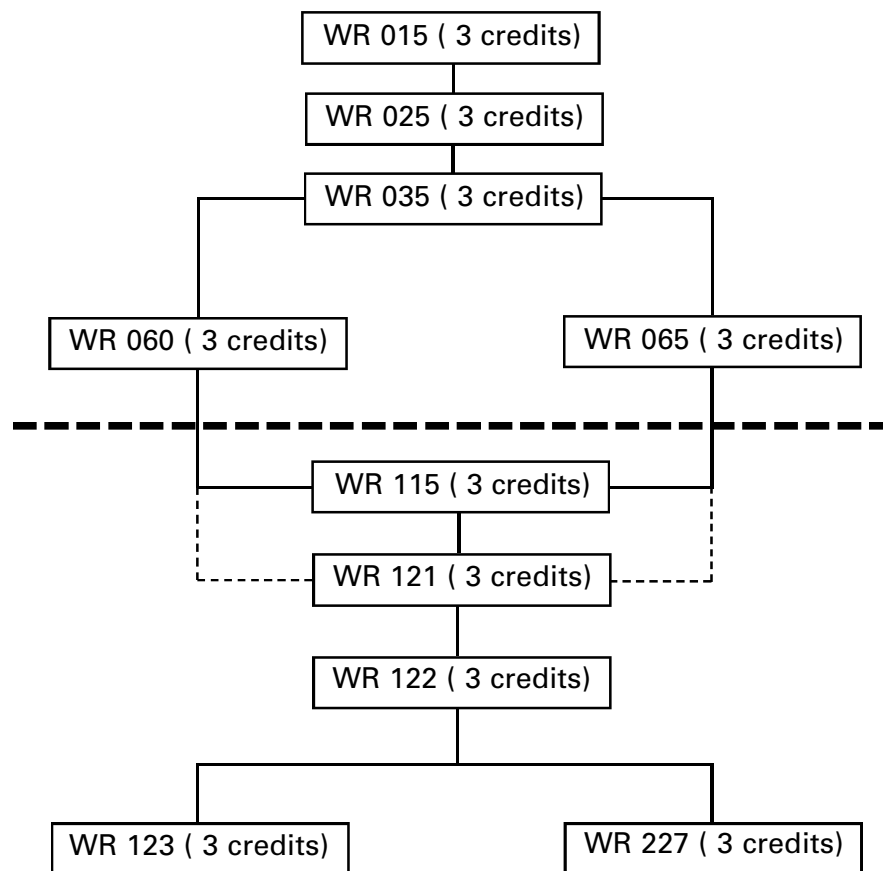 WR 015 ( 3 credits)
WR 025 ( 3 credits)
WR 035 ( 3 credits)
WR 060 ( 3 credits)
WR 065 ( 3 credits)
WR 115 ( 3 credits)
WR 121 ( 3 credits)
WR 122 ( 3 credits)
WR 123 ( 3 credits)
WR 227 ( 3 credits)